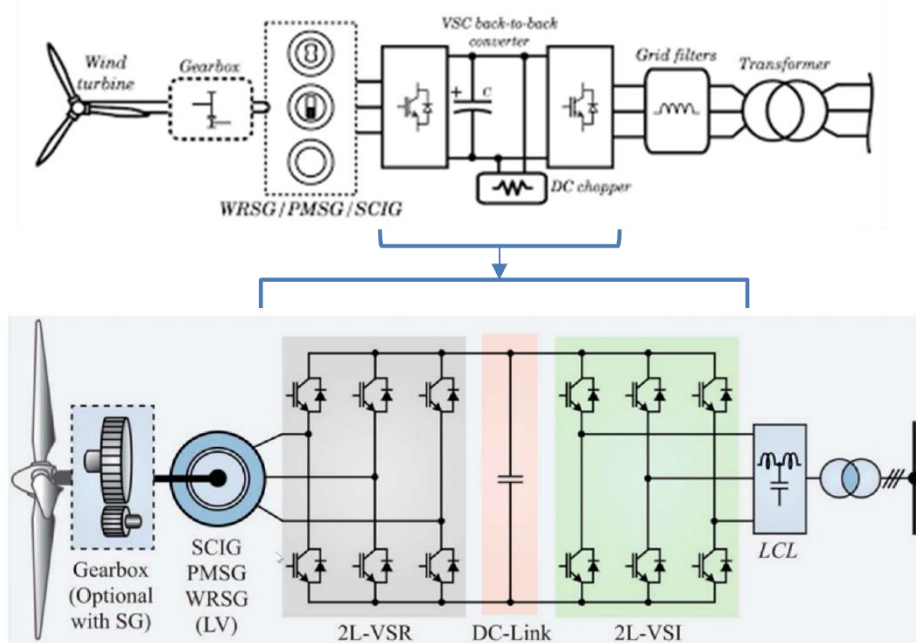 VSC back-to-back
converter
Wind
turbine
Gearbox
+
c
Grid filters
Transformer
DC chopper
WRSG/PMSG/SCIG
Gearbox
(Optional
with SG)
SCIG
PMSG
WRSG
(LV)
2L-VSR
DC-Link
2L-VSI
LCL